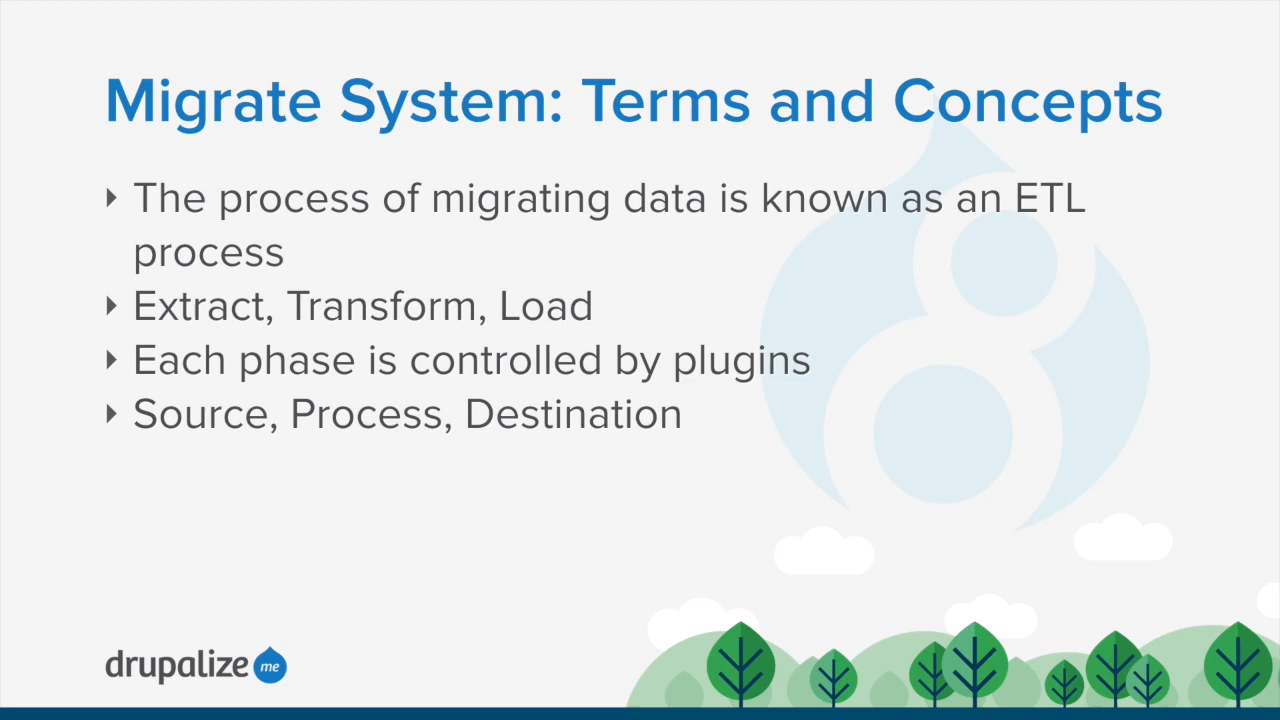 Migrate System: Terms and Concepts
The process of migrating data is known as an ETL
process
Extract, Transform, Load
Each phase is controlled by plugins
Source, Process, Destination
drupalize me